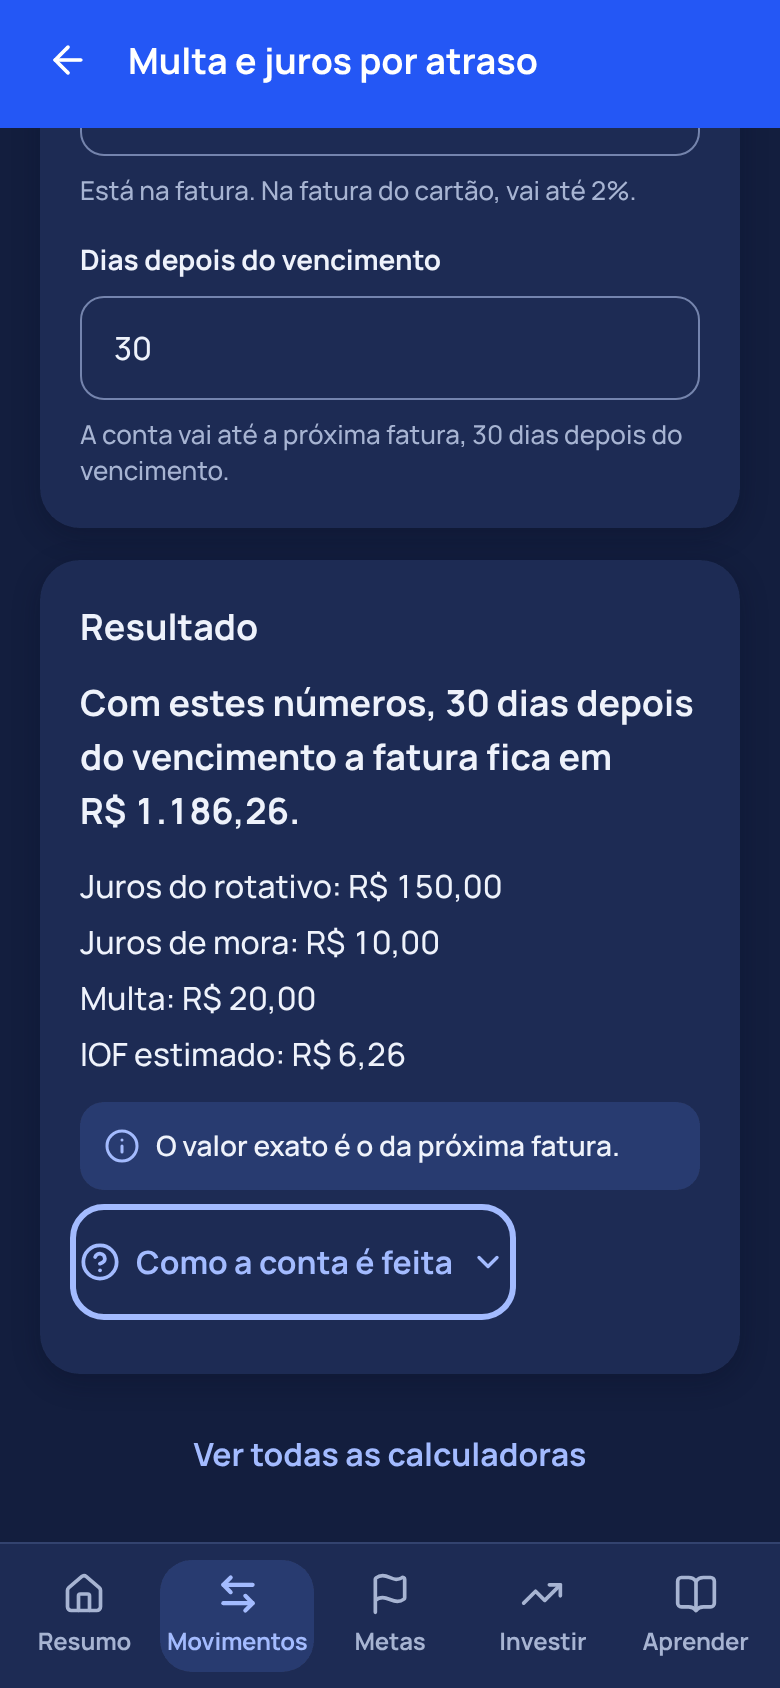 Multa e juros por atraso
Está na fatura. Na fatura do cartão, vai até 2%.
Dias depois do vencimento
30
A conta vai até a próxima fatura, 30 dias depois do
vencimento.
Resultado
Com estes números, 30 dias depois
do vencimento a fatura fica em
R$ 1.186,26.
Juros do rotativo: R$ 150,00
Juros de mora: R$ 10,00
Multa: R$ 20,00
IOF estimado: R$ 6,26
O valor exato é o da próxima fatura.
Como a conta é feita
Ver todas as calculadoras
Resumo
Movimentos
Metas
Investir
Aprender